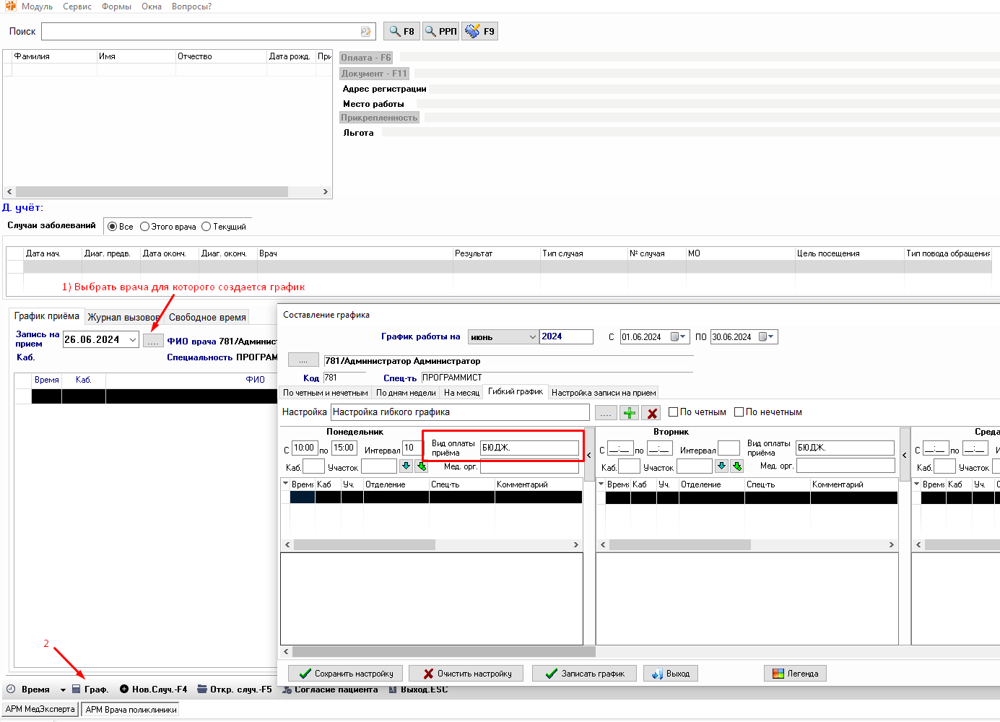 Модуль Сервис Формы Окна Вопросы?
Поиск F8 РРП F9
Фамилия Имя Отчество Дата рожд. При
Оплата - F6
Документ - F11
Адрес регистрации
Место работы
Прикрепленность
Льгота
Д. учёт:
Случаи заболеваний Все Этого врача Текущий
Дата нач. Диаг. предв. Дата оконч. Диаг. оконч. Врач Результат Тип случая № случая МО Цель посещения Тип повода обращения
1) Выбрать врача для которого создается график
График приёма Журнал вызовов Свободное время
Запись на прием 26.06.2024 .... ФИО врача 781/Админист
Каб. Специальность ПРОГРАМ
Время Каб. ФИО
Составление графика
График работы на июнь 2024 С 01.06.2024 ПО 30.06.2024
.... 781/Администратор Администратор
Код 781 Спец-ть ПРОГРАММИСТ
По четным и нечетным По дням недели На месяц Гибкий график Настройка записи на прием
Настройка Настройка гибкого графика .... По четным По нечетным
Понедельник Вторник Среда
С 10:00 по 15:00 Интервал 10 Вид оплаты приёма БЮДЖ. С __:__ по __:__ Интервал Вид оплаты приёма БЮДЖ. С __:__ по __:__
Каб. Участок Мед. орг. Каб. Участок Мед. орг. Каб. Участок
Время Каб Уч. Отделение Спец-ть Комментарий Время Каб Уч. Отделение Спец-ть Комментарий Время Каб Уч.
2
Сохранить настройку Очистить настройку Записать график Выход Легенда
Время Граф. Нов.Случ.-F4 Откр. случ.-F5 Согласие пациента Выход.ESC
АРМ МедЭксперта АРМ Врача поликлиники